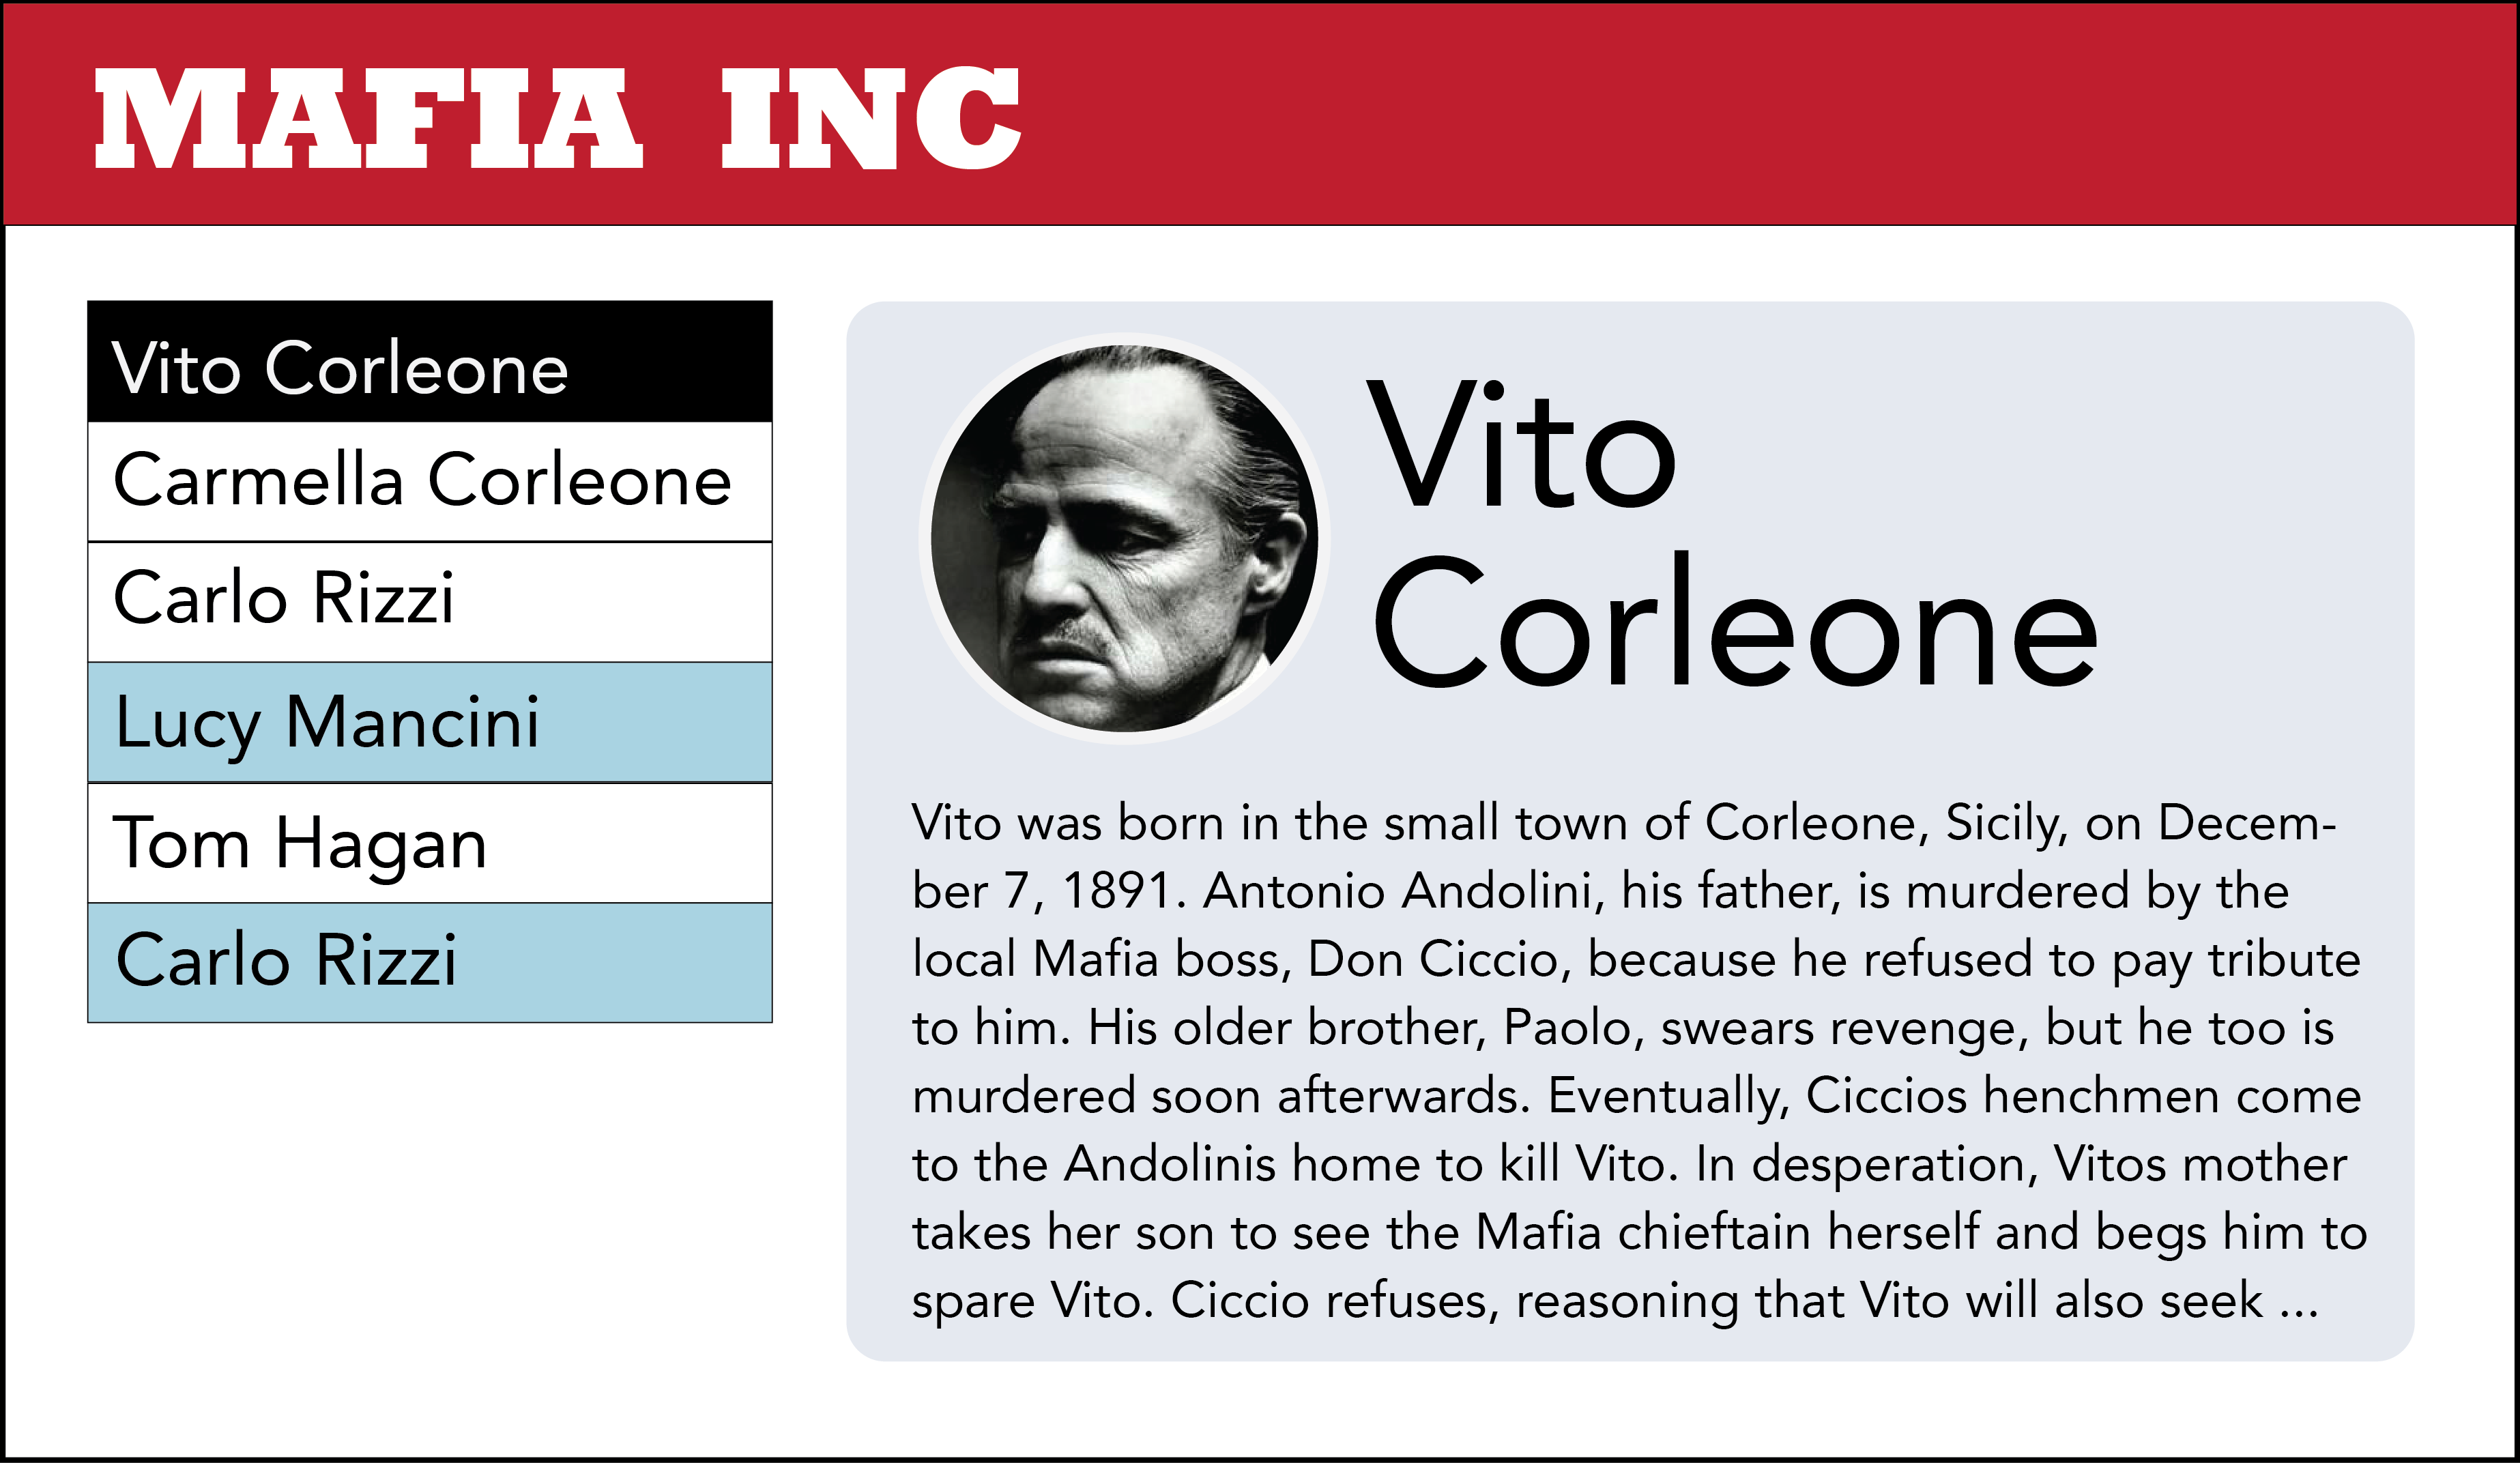 MAFIA INC
Vito Corleone
Carmella Corleone
Carlo Rizzi
Lucy Mancini
Tom Hagan
Carlo Rizzi
Vito
Corleone
Vito was born in the small town of Corleone, Sicily, on Decem-
ber 7, 1891. Antonio Andolini, his father, is murdered by the
local Mafia boss, Don Ciccio, because he refused to pay tribute
to him. His older brother, Paolo, swears revenge, but he too is
murdered soon afterwards. Eventually, Ciccios henchmen come
to the Andolinis home to kill Vito. In desperation, Vitos mother
takes her son to see the Mafia chieftain herself and begs him to
spare Vito. Ciccio refuses, reasoning that Vito will also seek ...